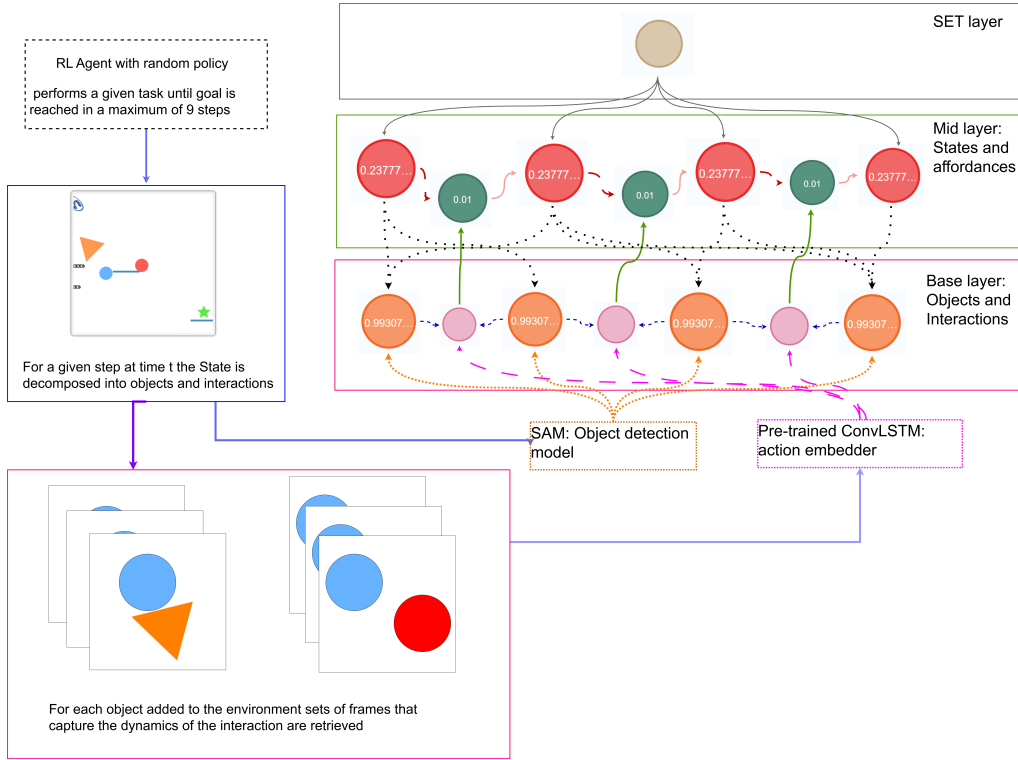 SET layer
RL Agent with random policy
performs a given task until goal is
reached in a maximum of 9 steps
Mid layer:
States and
affordances
0.23777...
0.23777...
0.23777...
0.23777...
0.01
0.01
0.01
Base layer:
Objects and
Interactions
0.99307...
0.99307...
0.99307...
0.99307...
For a given step at time t the State is
decomposed into objects and interactions
SAM: Object detection
model
Pre-trained ConvLSTM:
action embedder
For each object added to the environment sets of frames that
capture the dynamics of the interaction are retrieved